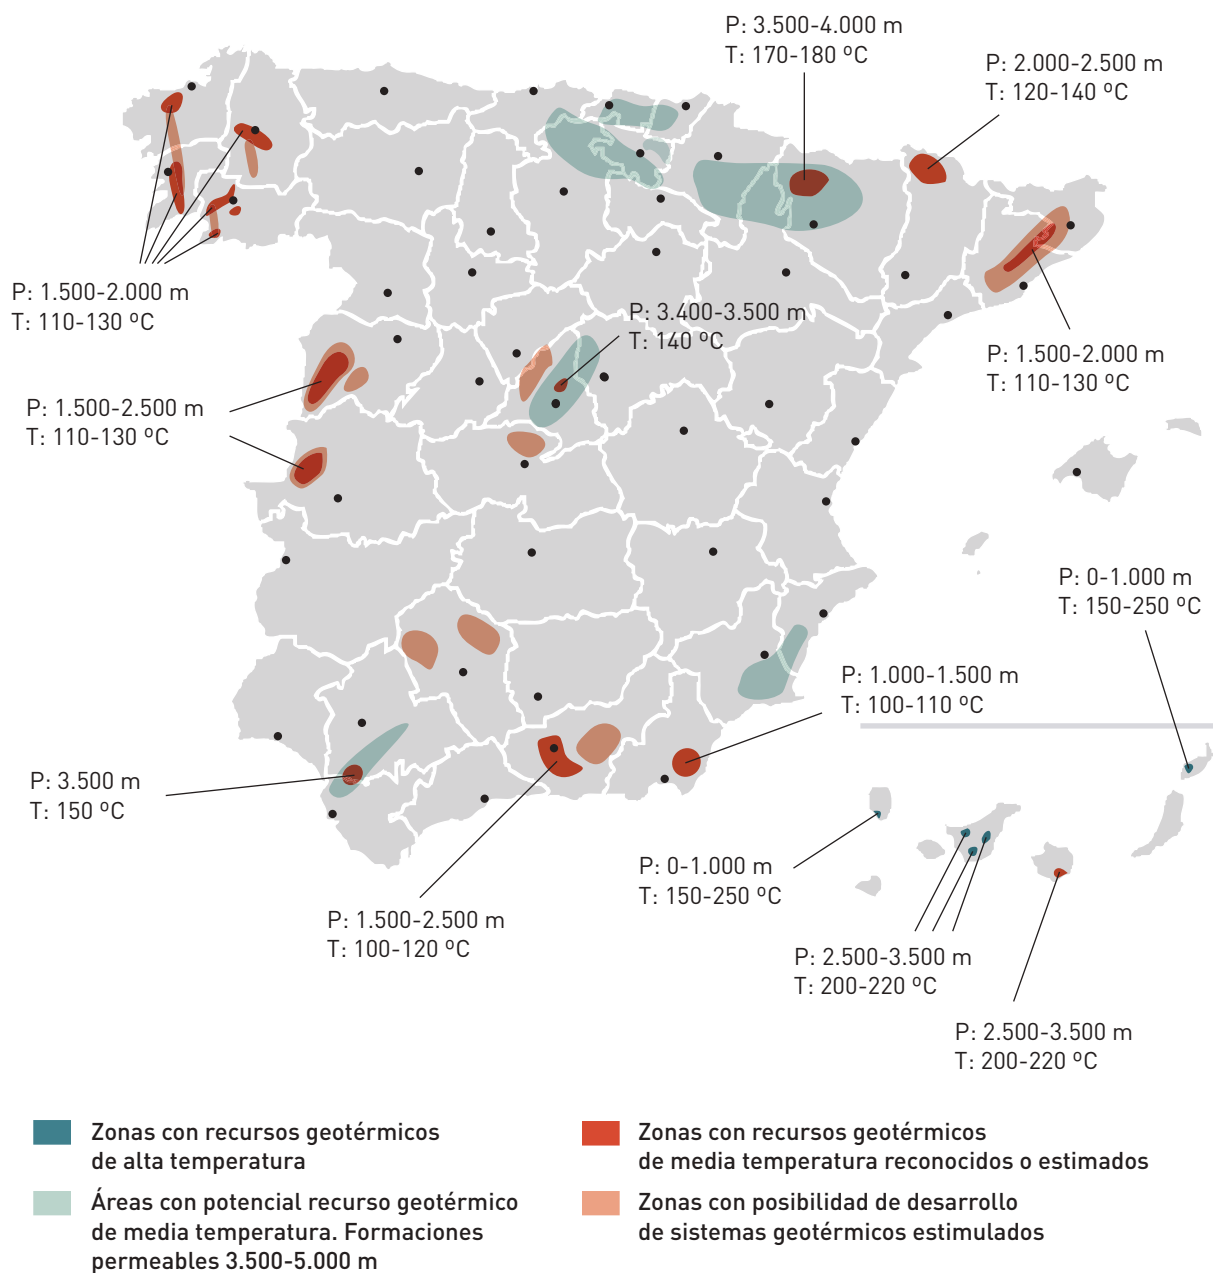 P: 3.500-4.000 m
T: 170-180 ºC
P: 2.000-2.500 m
T: 120-140 ºC
P: 1.500-2.000 m
T: 110-130 ºC
P: 3.400-3.500 m
T: 140 ºC
P: 1.500-2.000 m
T: 110-130 ºC
P: 1.500-2.500 m
T: 110-130 ºC
P: 0-1.000 m
T: 150-250 ºC
P: 1.000-1.500 m
T: 100-110 ºC
P: 3.500 m
T: 150 ºC
P: 0-1.000 m
T: 150-250 ºC
P: 1.500-2.500 m
T: 100-120 ºC
P: 2.500-3.500 m
T: 200-220 ºC
P: 2.500-3.500 m
T: 200-220 ºC
Zonas con recursos geotérmicos
de alta temperatura
Áreas con potencial recurso geotérmico
de media temperatura. Formaciones
permeables 3.500-5.000 m
Zonas con recursos geotérmicos
de media temperatura reconocidos o estimados
Zonas con posibilidad de desarrollo
de sistemas geotérmicos estimulados